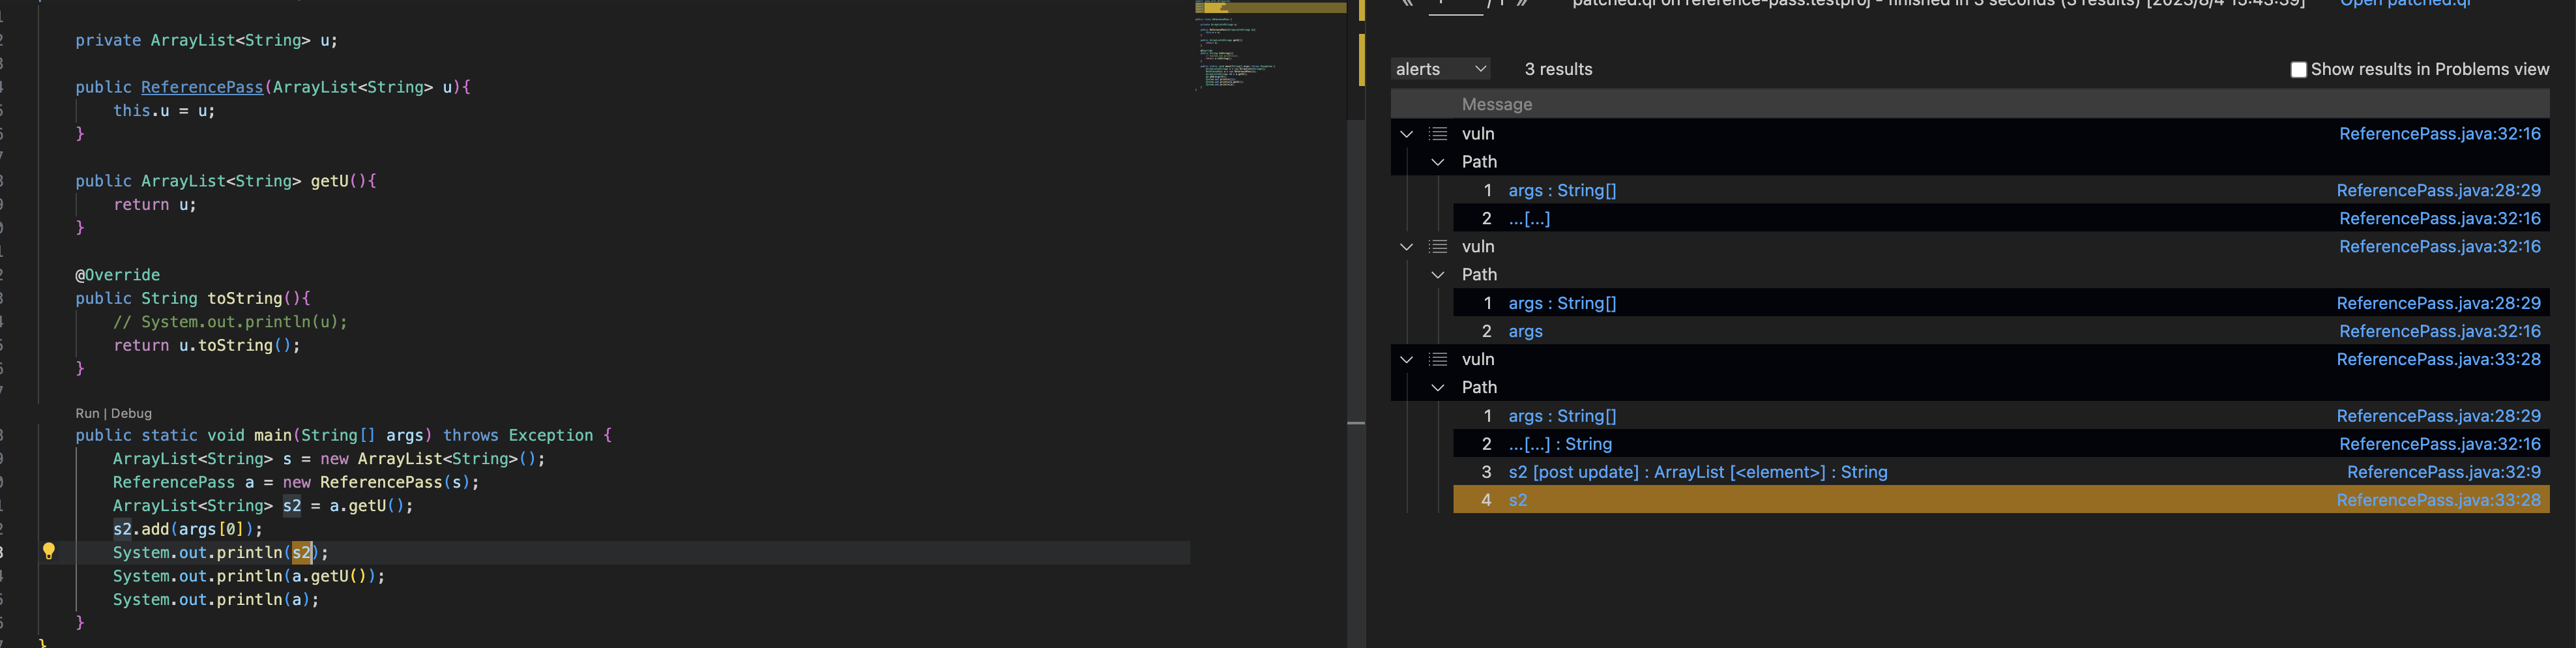 private ArrayList<String> u;
public ReferencePass(ArrayList<String> u){
this.u = u;
}
public ArrayList<String> getU(){
return u;
}
@Override
public String toString(){
// System.out.println(u);
return u.toString();
}
Run | Debug
public static void main(String[] args) throws Exception {
ArrayList<String> s = new ArrayList<String>();
ReferencePass a = new ReferencePass(s);
ArrayList<String> s2 = a.getU();
s2.add(args[0]);
System.out.println(s2);
System.out.println(a.getU());
System.out.println(a);
}
}
patched.ql on reference-pass.testproj - finished in 3 seconds (3 results) [2023/8/4 15:43:39] Open patched.ql
alerts 3 results Show results in Problems view
Message
vuln ReferencePass.java:32:16
Path
1 args : String[] ReferencePass.java:28:29
2 ...[...] ReferencePass.java:32:16
vuln ReferencePass.java:32:16
Path
1 args : String[] ReferencePass.java:28:29
2 args ReferencePass.java:32:16
vuln ReferencePass.java:33:28
Path
1 args : String[] ReferencePass.java:28:29
2 ...[...] : String ReferencePass.java:32:16
3 s2 [post update] : ArrayList [<element>] : String ReferencePass.java:32:9
4 s2 ReferencePass.java:33:28